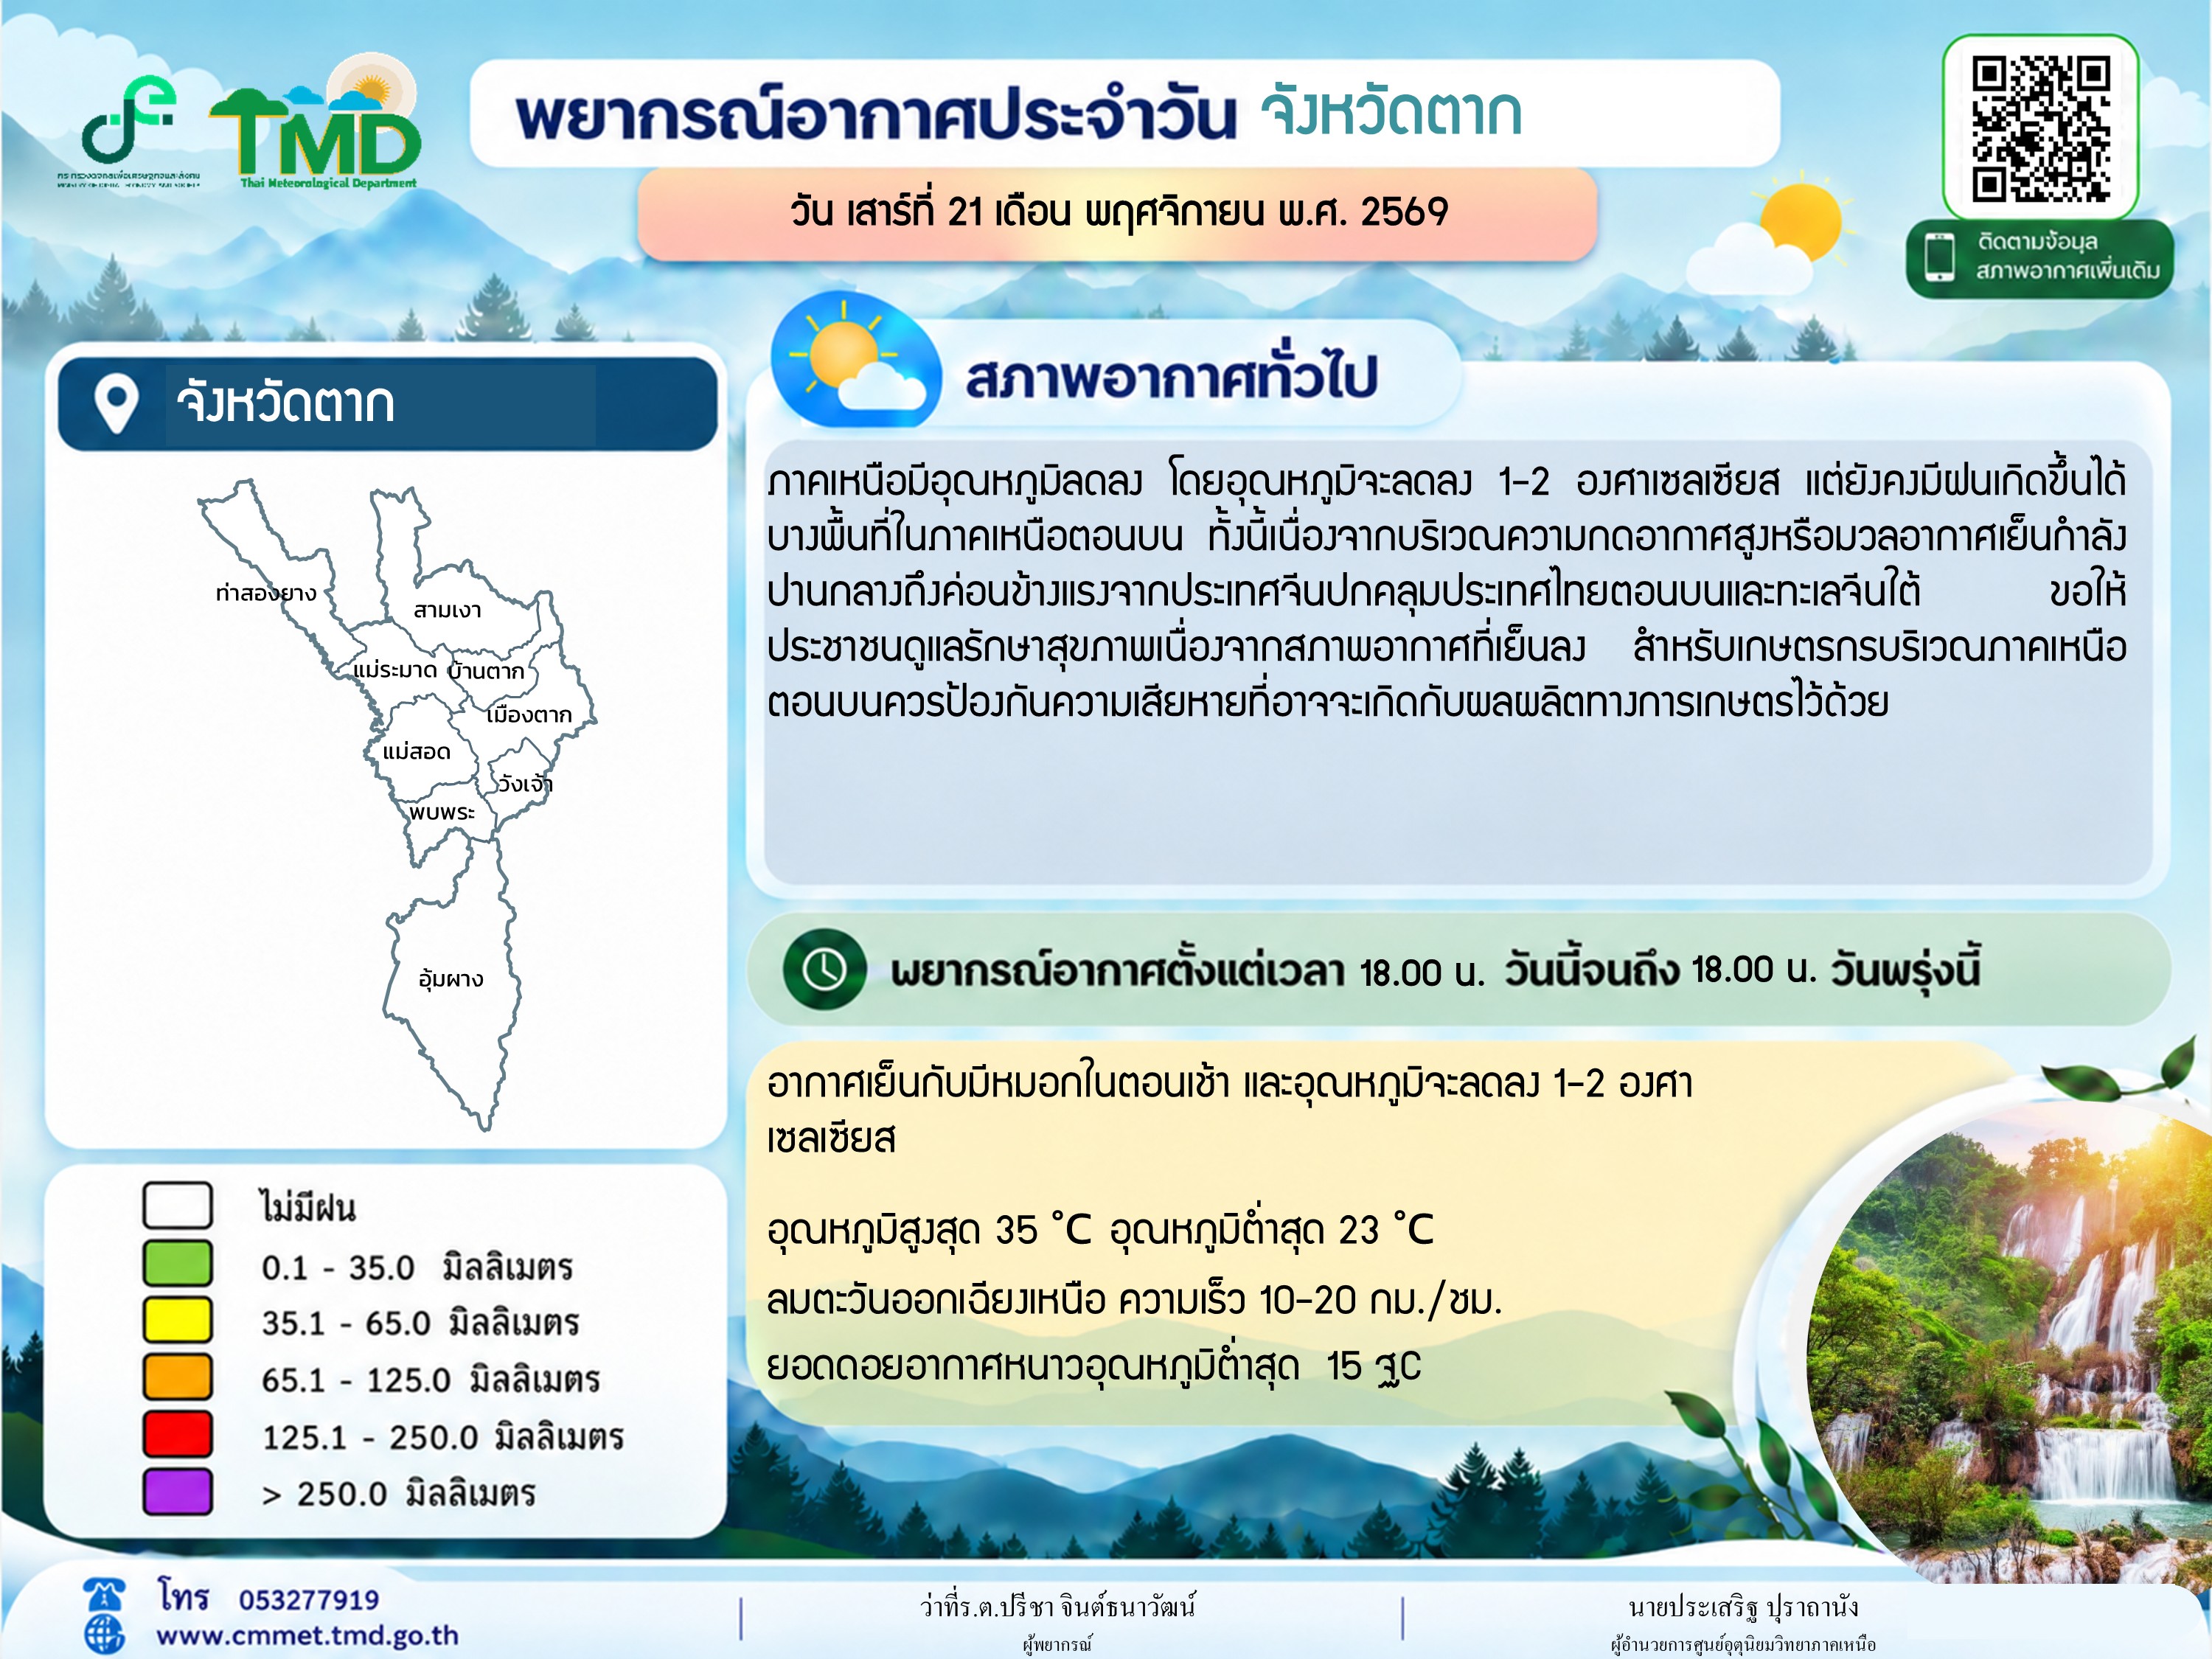 พยากรณ์อากาศประจำวัน จังหวัดตาก
TMD
Thai Meteorological Department
วัน เสาร์ที่ 21 เดือน พฤศจิกายน พ.ศ. 2569
ติดตามข้อมูล
สภาพอากาศเพิ่มเติม
จังหวัดตาก
ท่าสองยาง
สามเงา
แม่ระมาด
บ้านตาก
เมืองตาก
แม่สอด
วังเจ้า
พบพระ
อุ้มผาง
ไม่มีฝน
0.1 - 35.0 มิลลิเมตร
35.1 - 65.0 มิลลิเมตร
65.1 - 125.0 มิลลิเมตร
125.1 - 250.0 มิลลิเมตร
> 250.0 มิลลิเมตร
สภาพอากาศทั่วไป
ภาคเหนือมีอุณหภูมิลดลง โดยอุณหภูมิจะลดลง 1-2 องศาเซลเซียส แต่ยังคงมีฝนเกิดขึ้นได้
บางพื้นที่ในภาคเหนือตอนบน ทั้งนี้เนื่องจากบริเวณความกดอากาศสูงหรือมวลอากาศเย็นกำลัง
ปานกลางถึงค่อนข้างแรงจากประเทศจีนปกคลุมประเทศไทยตอนบนและทะเลจีนใต้ ขอให้
ประชาชนดูแลรักษาสุขภาพเนื่องจากสภาพอากาศที่เย็นลง สำหรับเกษตรกรบริเวณภาคเหนือ
ตอนบนควรป้องกันความเสียหายที่อาจจะเกิดกับผลผลิตทางการเกษตรไว้ด้วย
พยากรณ์อากาศตั้งแต่เวลา 18.00 น. วันนี้จนถึง 18.00 น. วันพรุ่งนี้
อากาศเย็นกับมีหมอกในตอนเช้า และอุณหภูมิจะลดลง 1-2 องศา
เซลเซียส
อุณหภูมิสูงสุด 35 °C อุณหภูมิต่ำสุด 23 °C
ลมตะวันออกเฉียงเหนือ ความเร็ว 10-20 กม./ชม.
ยอดดอยอากาศหนาวอุณหภูมิต่ำสุด 15 ฐC
โทร 053277919
www.cmmet.tmd.go.th
ว่าที่ร.ต.ปรีชา จินต์ธนาวัฒน์
ผู้พยากรณ์
นายประเสริฐ ปุราถานัง
ผู้อำนวยการศูนย์อุตุนิยมวิทยาภาคเหนือ